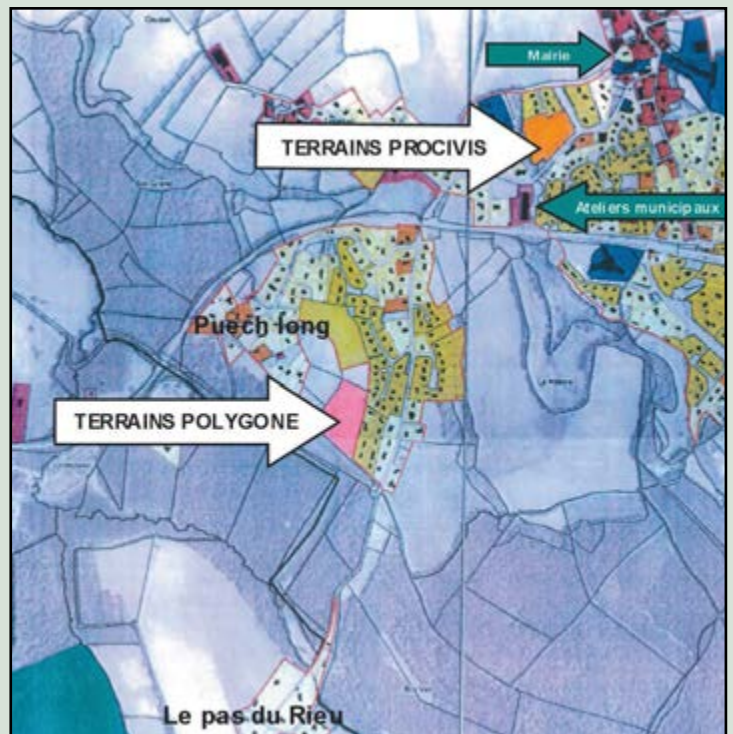 Mairie
TERRAINS PROCIVIS
Ateliers municipaux
Puech long
TERRAINS POLYGONE
Le pas du Rieu